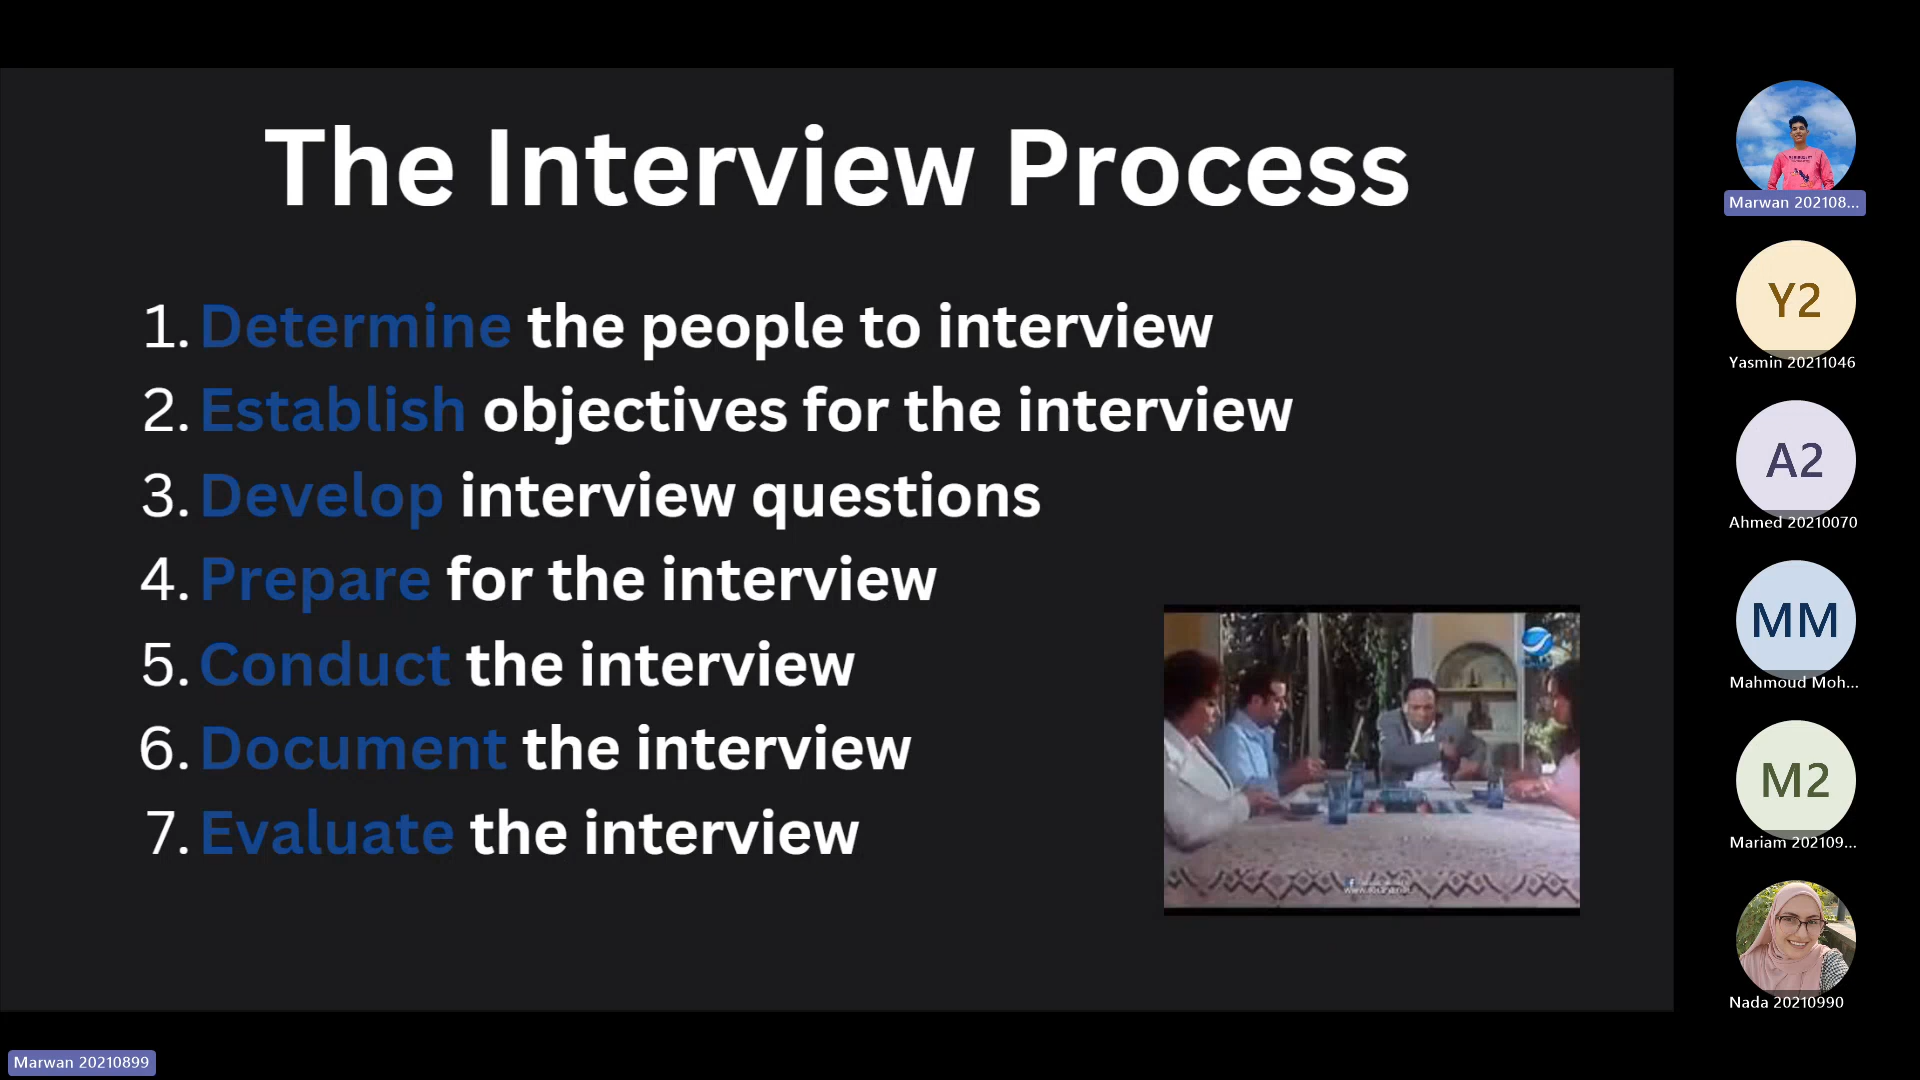 The Interview Process
1. Determine the people to interview
2. Establish objectives for the interview
3. Develop interview questions
4. Prepare for the interview
5. Conduct the interview
6. Document the interview
7. Evaluate the interview
Marwan 202108...
Y2
Yasmin 20211046
A2
Ahmed 20210070
MM
Mahmoud Moh...
M2
Mariam 202109...
Nada 20210990
Marwan 20210899